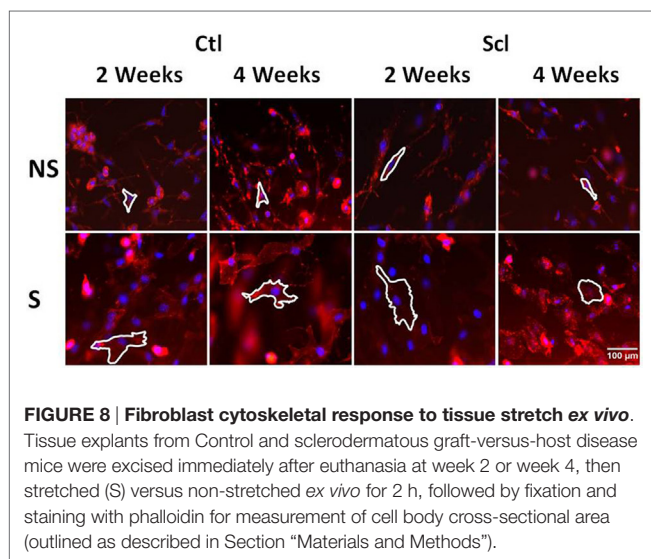 Ctl Scl
2 Weeks 4 Weeks 2 Weeks 4 Weeks
NS
S
100 µm
FIGURE 8 | Fibroblast cytoskeletal response to tissue stretch ex vivo.
Tissue explants from Control and sclerodermatous graft-versus-host disease
mice were excised immediately after euthanasia at week 2 or week 4, then
stretched (S) versus non-stretched ex vivo for 2 h, followed by fixation and
staining with phalloidin for measurement of cell body cross-sectional area
(outlined as described in Section “Materials and Methods”).